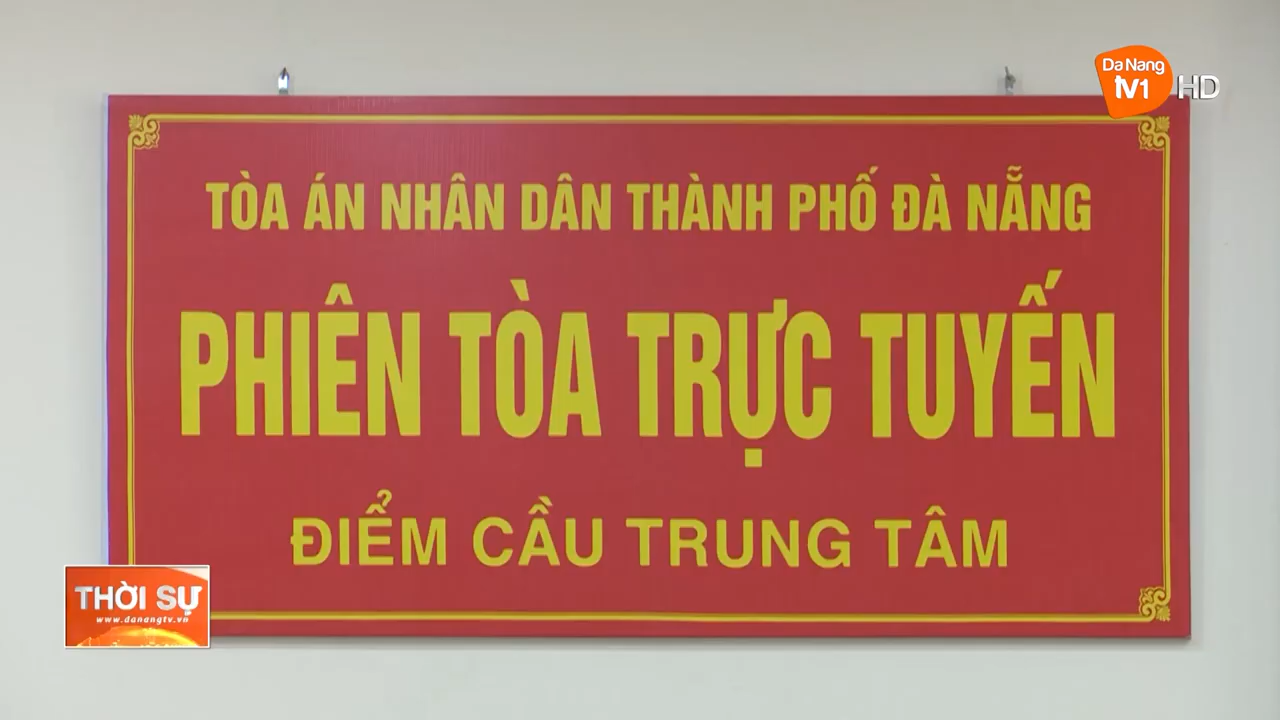 Da Nang
TV1 HD
TÒA ÁN NHÂN DÂN THÀNH PHỐ ĐÀ NẴNG
PHIÊN TÒA TRỰC TUYẾN
ĐIỂM CẦU TRUNG TÂM
THỜI SỰ
www.danangtv.vn